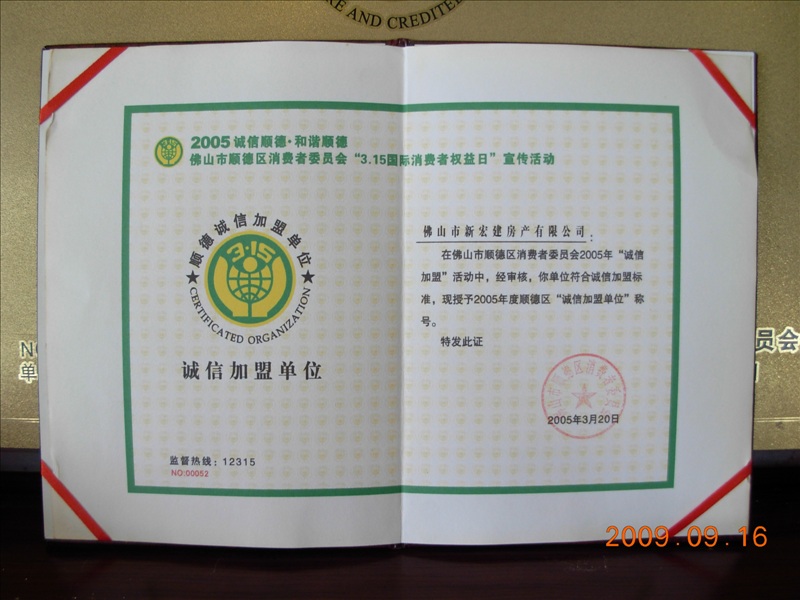 RE AND CREDITED
2005 诚信顺德·和谐顺德
佛山市顺德区消费者委员会“3.15国际消费者权益日”宣传活动
★顺德诚信加盟单位★
3·15
CERTIFICATED ORGANIZATION
诚信加盟单位
监督热线：12315
NO:00052
佛山市新宏建房产有限公司：
在佛山市顺德区消费者委员会2005年“诚信
加盟”活动中，经审核，你单位符合诚信加盟标
准，现授予2005年度顺德区“诚信加盟单位”称
号。
特发此证
2005年3月20日
N
单
员会
2009.09.16